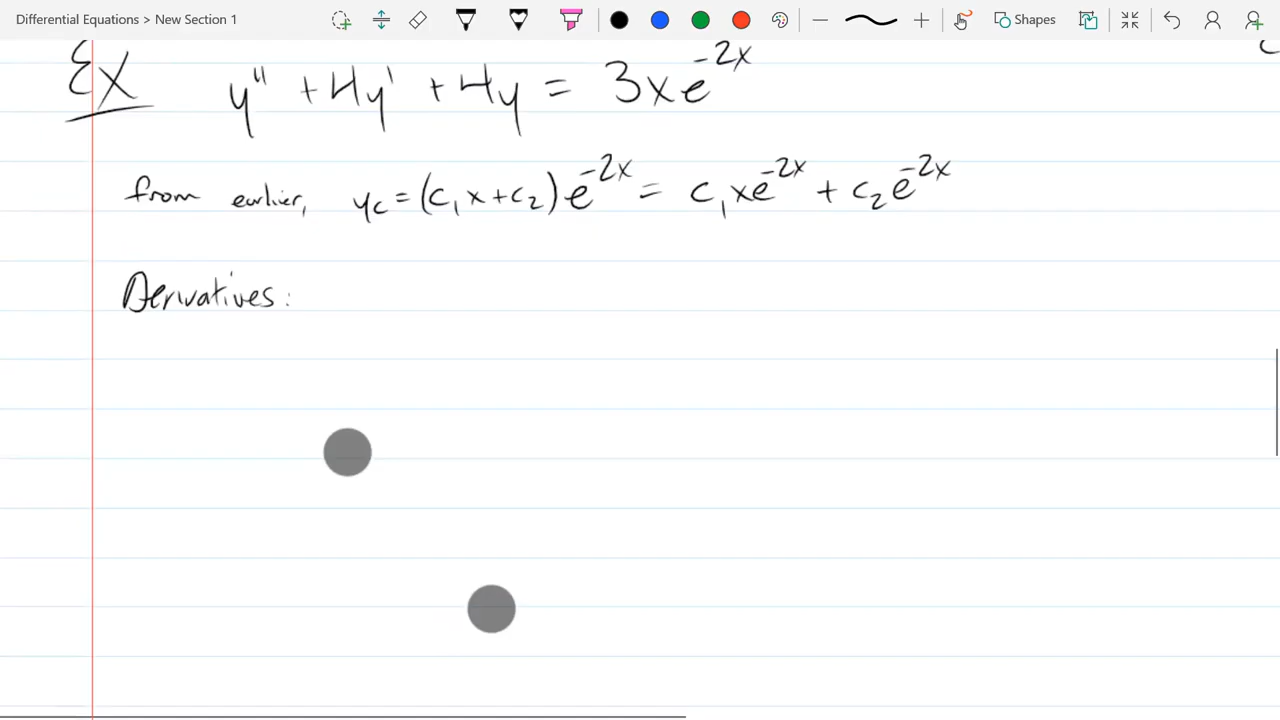 Differential Equations > New Section 1
Shapes
Ex y'' + 4y' + 4y = 3xe^{-2x}
from earlier, yc = (c₁x + c₂)e^{-2x} = c₁xe^{-2x} + c₂e^{-2x}
Derivatives: